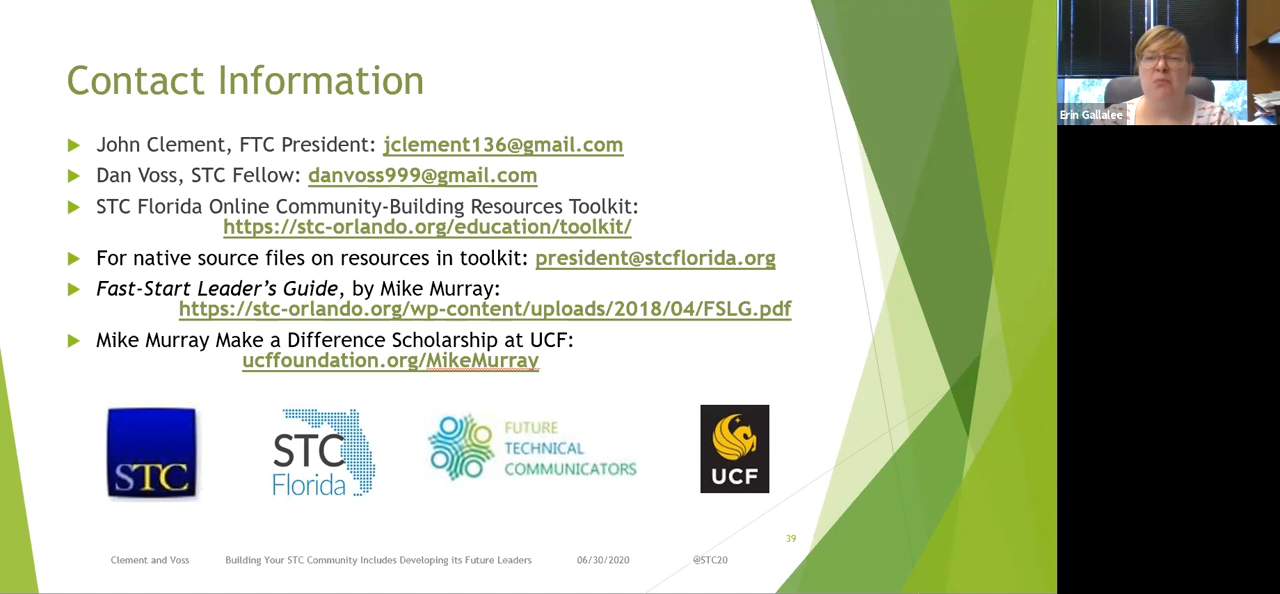 Contact Information
John Clement, FTC President: jclement136@gmail.com
Dan Voss, STC Fellow: danvoss999@gmail.com
STC Florida Online Community-Building Resources Toolkit:
https://stc-orlando.org/education/toolkit/
For native source files on resources in toolkit: president@stcflorida.org
Fast-Start Leader’s Guide, by Mike Murray:
https://stc-orlando.org/wp-content/uploads/2018/04/FSLG.pdf
Mike Murray Make a Difference Scholarship at UCF:
ucffoundation.org/MikeMurray
STC
STC
Florida
FUTURE
TECHNICAL
COMMUNICATORS
UCF
39
Clement and Voss Building Your STC Community Includes Developing its Future Leaders 06/30/2020 @STC20
Erin Gallalee